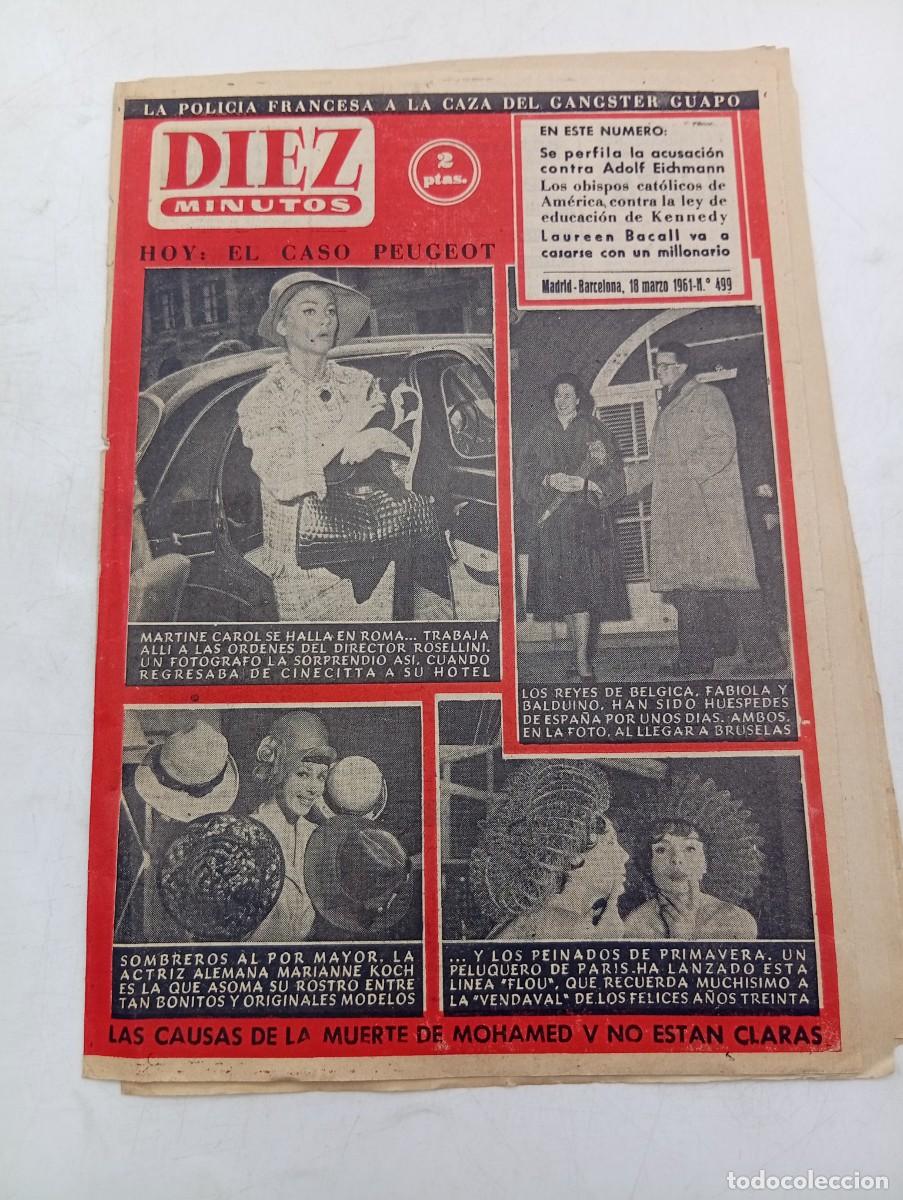 LA POLICIA FRANCESA A LA CAZA DEL GANGSTER GUAPO
DIEZ
MINUTOS
2
ptas.
EN ESTE NUMERO:
Se perfila la acusación
contra Adolf Eichmann
Los obispos católicos de
América, contra la ley de
educación de Kennedy
Laureen Bacall va a
casarse con un millonario
Madrid-Barcelona, 18 marzo 1961-N.º 499
HOY: EL CASO PEUGEOT
MARTINE CAROL SE HALLA EN ROMA... TRABAJA
ALLI A LAS ORDENES DEL DIRECTOR ROSELLINI.
UN FOTOGRAFO LA SORPRENDIO ASI, CUANDO
REGRESABA DE CINECITTA A SU HOTEL
LOS REYES DE BELGICA, FABIOLA Y
BALDUINO, HAN SIDO HUESPEDES
DE ESPAÑA POR UNOS DIAS. AMBOS,
EN LA FOTO, AL LLEGAR A BRUSELAS
SOMBREROS AL POR MAYOR. LA
ACTRIZ ALEMANA MARIANNE KOCH
ES LA QUE ASOMA SU ROSTRO ENTRE
TAN BONITOS Y ORIGINALES MODELOS
... Y LOS PEINADOS DE PRIMAVERA. UN
PELUQUERO DE PARIS HA LANZADO ESTA
LINEA "FLOU", QUE RECUERDA MUCHISIMO A
LA "VENDAVAL" DE LOS FELICES AÑOS TREINTA
LAS CAUSAS DE LA MUERTE DE MOHAMED V NO ESTAN CLARAS
todocoleccion